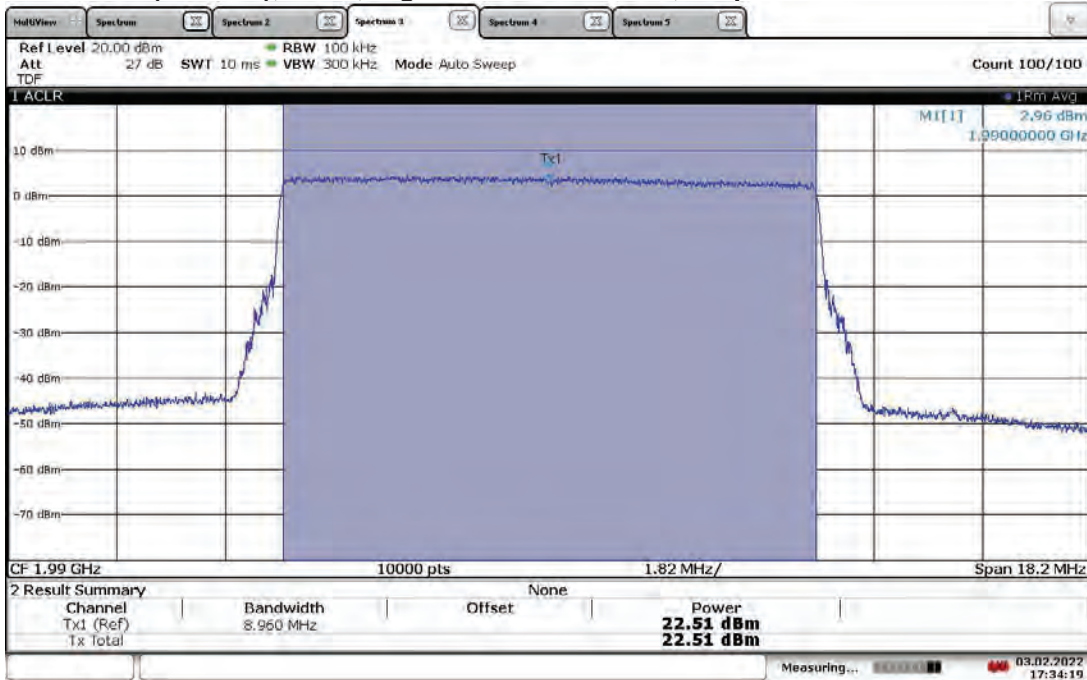 MultiView Spectrum Spectrum 2 Spectrum 3 Spectrum 4 Spectrum 5
Ref Level 20.00 dBm RBW 100 kHz
Att 27 dB SWT 10 ms VBW 300 kHz Mode Auto Sweep Count 100/100
TDF
1 ACLR 1Rm Avg
M1[1] 2.96 dBm
1.99000000 GHz
10 dBm
Tx1
0 dBm
-10 dBm
-20 dBm
-30 dBm
-40 dBm
-50 dBm
-60 dBm
-70 dBm
CF 1.99 GHz 10000 pts 1.82 MHz/ Span 18.2 MHz
2 Result Summary None
Channel Bandwidth Offset Power
Tx1 (Ref) 8.960 MHz 22.51 dBm
Tx Total 22.51 dBm
Measuring... 03.02.2022
17:34:19